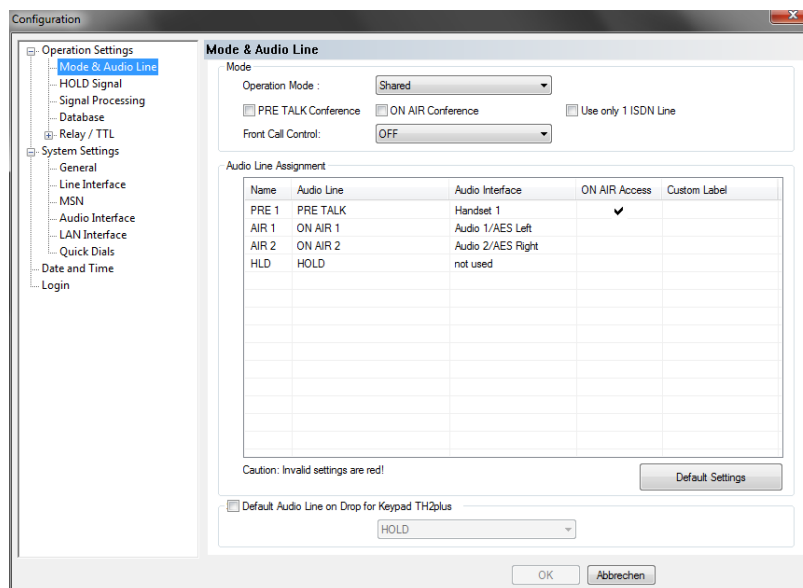 Configuration
Operation Settings
Mode & Audio Line
HOLD Signal
Signal Processing
Database
Relay / TTL
System Settings
General
Line Interface
MSN
Audio Interface
LAN Interface
Quick Dials
Date and Time
Login
Mode & Audio Line
Mode
Operation Mode : Shared
PRE TALK Conference ON AIR Conference Use only 1 ISDN Line
Front Call Control: OFF
Audio Line Assignment
Name Audio Line Audio Interface ON AIR Access Custom Label
PRE 1 PRE TALK Handset 1
AIR 1 ON AIR 1 Audio 1/AES Left
AIR 2 ON AIR 2 Audio 2/AES Right
HLD HOLD not used
Caution: Invalid settings are red!
Default Settings
Default Audio Line on Drop for Keypad TH2plus
HOLD
OK Abbrechen